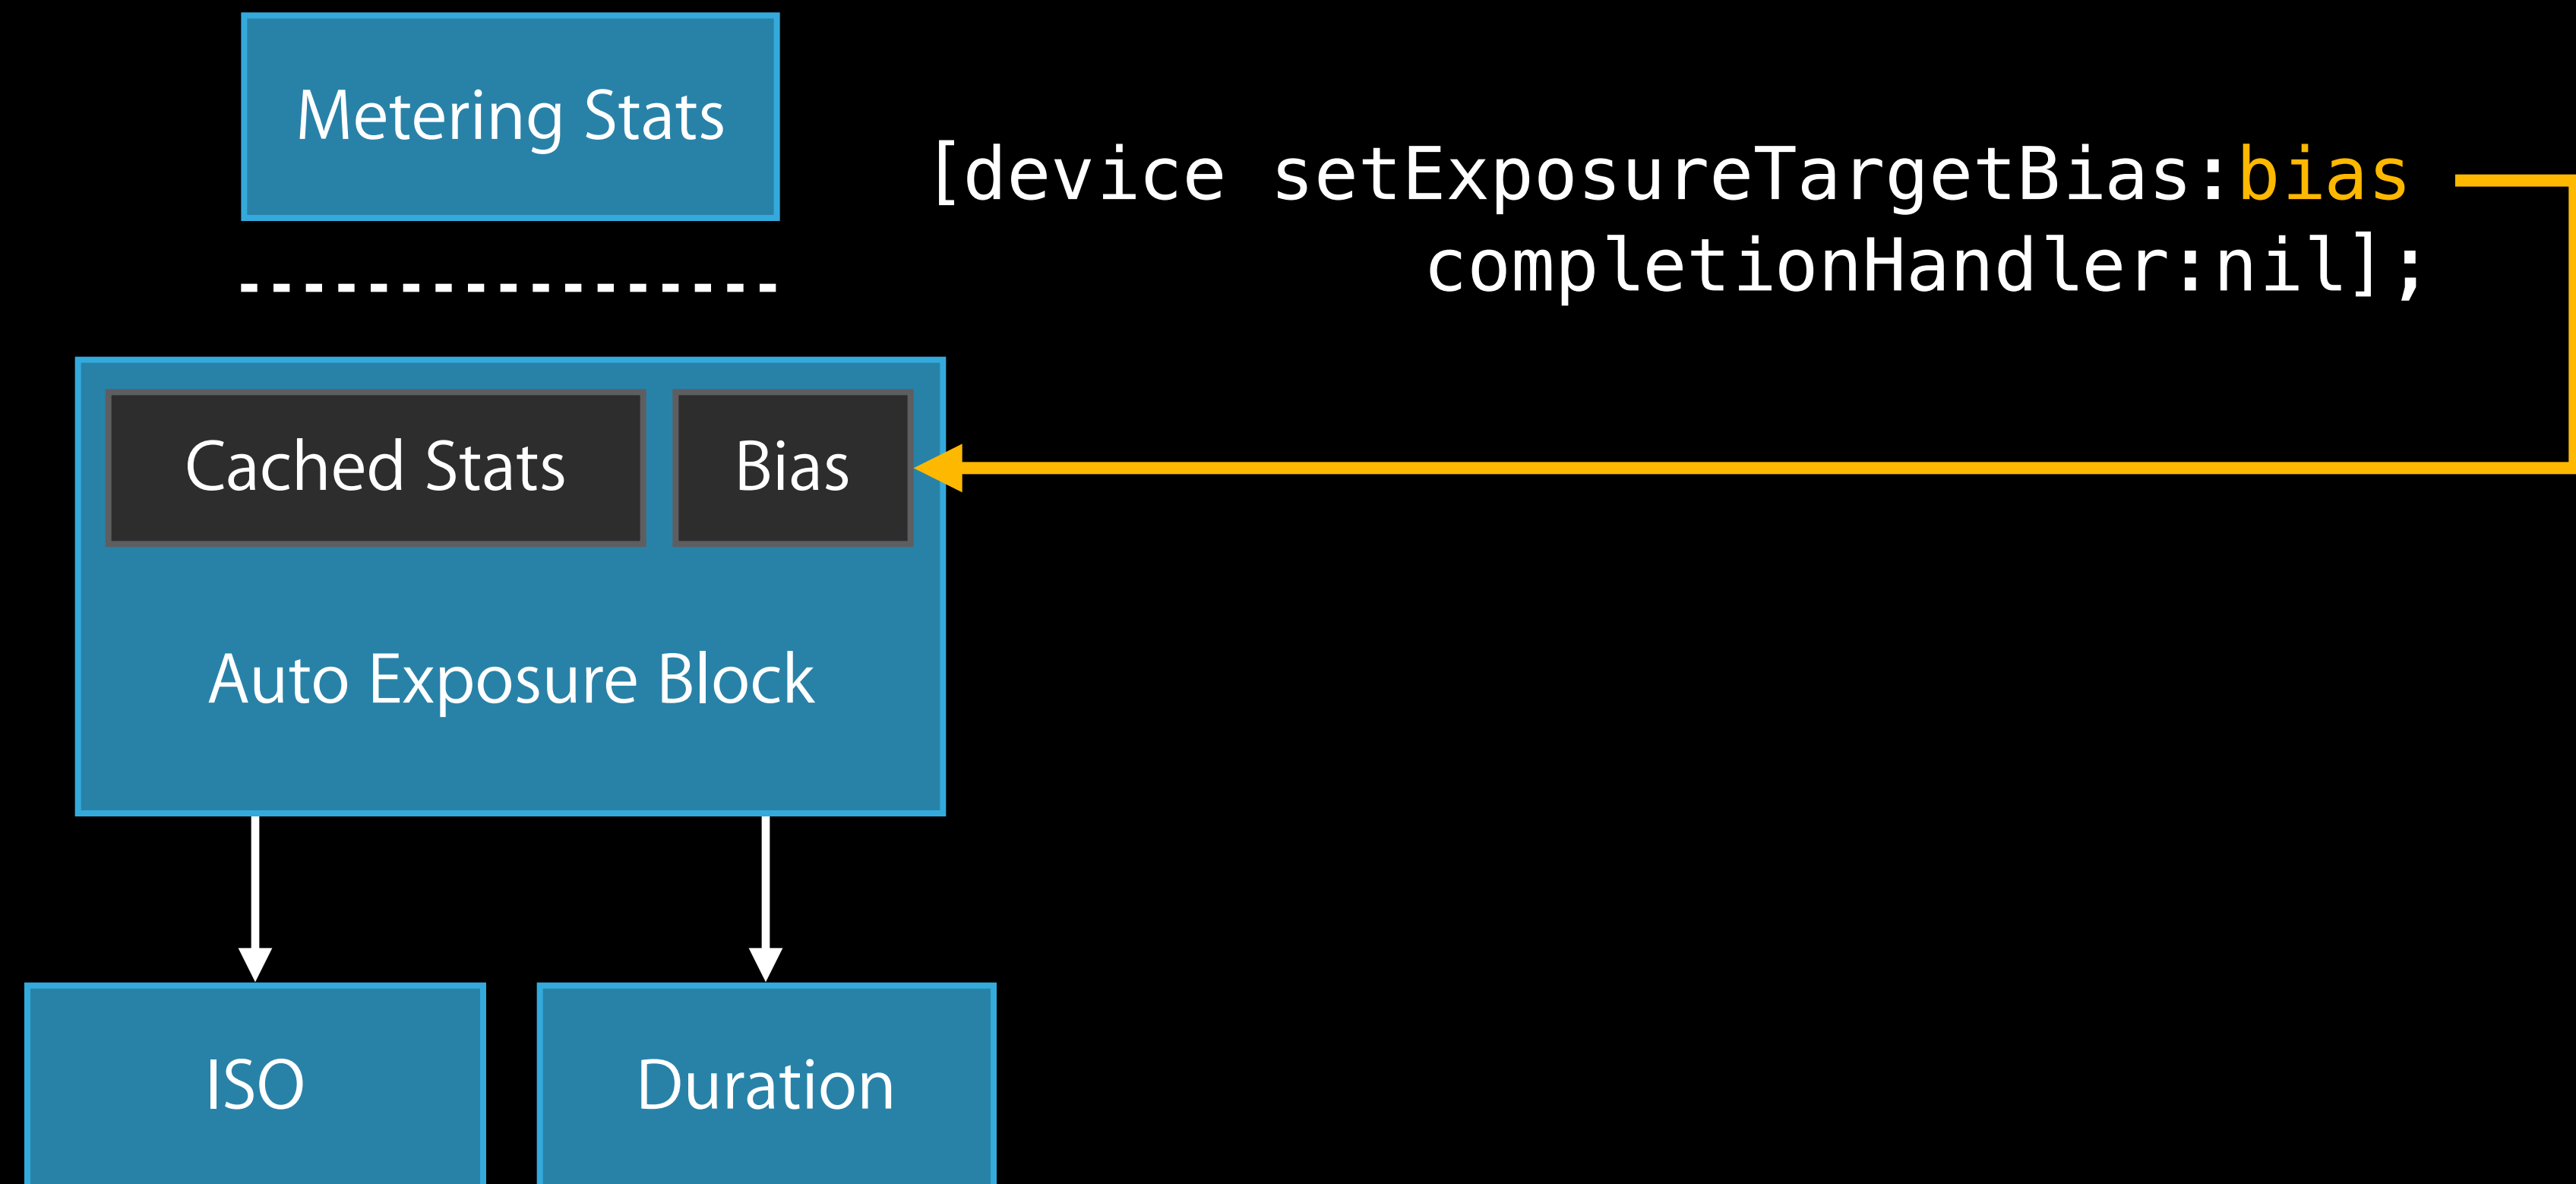 Metering Stats
[device setExposureTargetBias:bias
completionHandler:nil];
Cached Stats
Bias
Auto Exposure Block
ISO
Duration